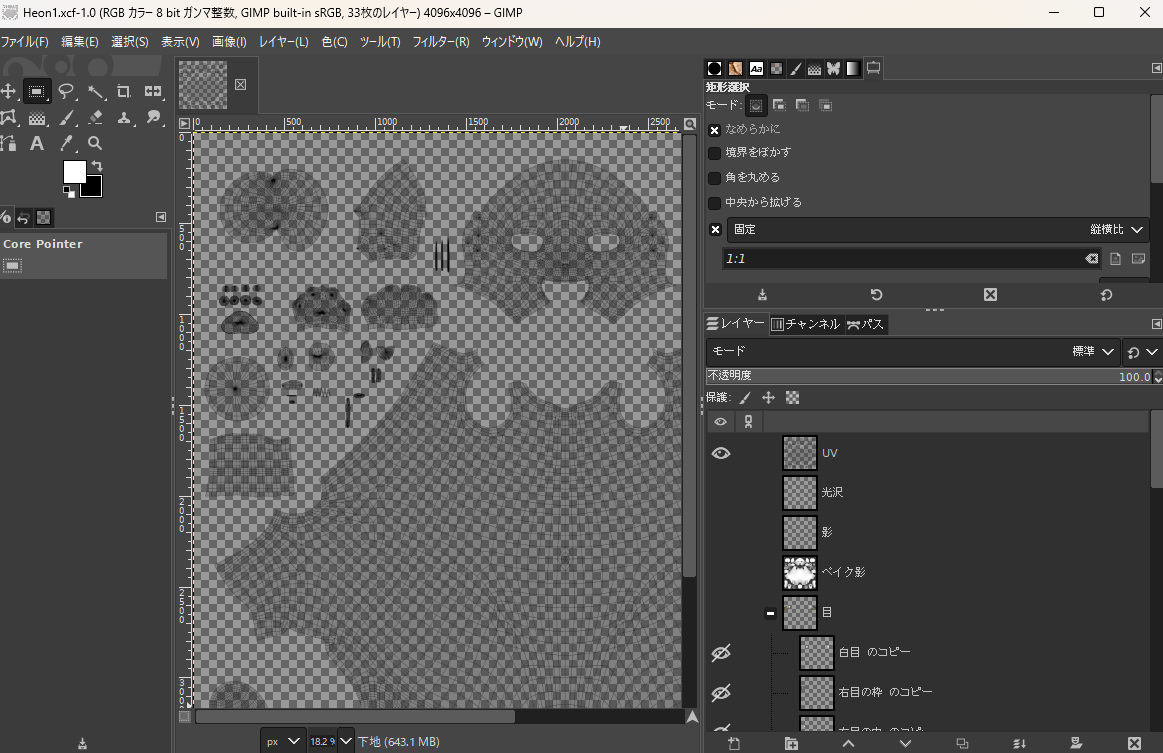 Heon1.xcf-1.0 (RGB カラー 8 bit ガンマ整数, GIMP built-in sRGB, 33枚のレイヤー) 4096x4096 – GIMP
ファイル(F) 編集(E) 選択(S) 表示(V) 画像(I) レイヤー(L) 色(C) ツール(T) フィルター(R) ウィンドウ(W) ヘルプ(H)
Core Pointer
0 500 1000 1500 2000 2500
0
500
1000
1500
2000
2500
300
px 18.2 % 下地 (643.1 MB)
矩形選択
モード:
なめらかに
境界をぼかす
角を丸める
中央から拡げる
固定 縦横比
1:1
レイヤー チャンネル パス
モード 標準
不透明度 100.0
保護:
UV
光沢
影
ベイク影
目
白目 のコピー
右目の枠 のコピー